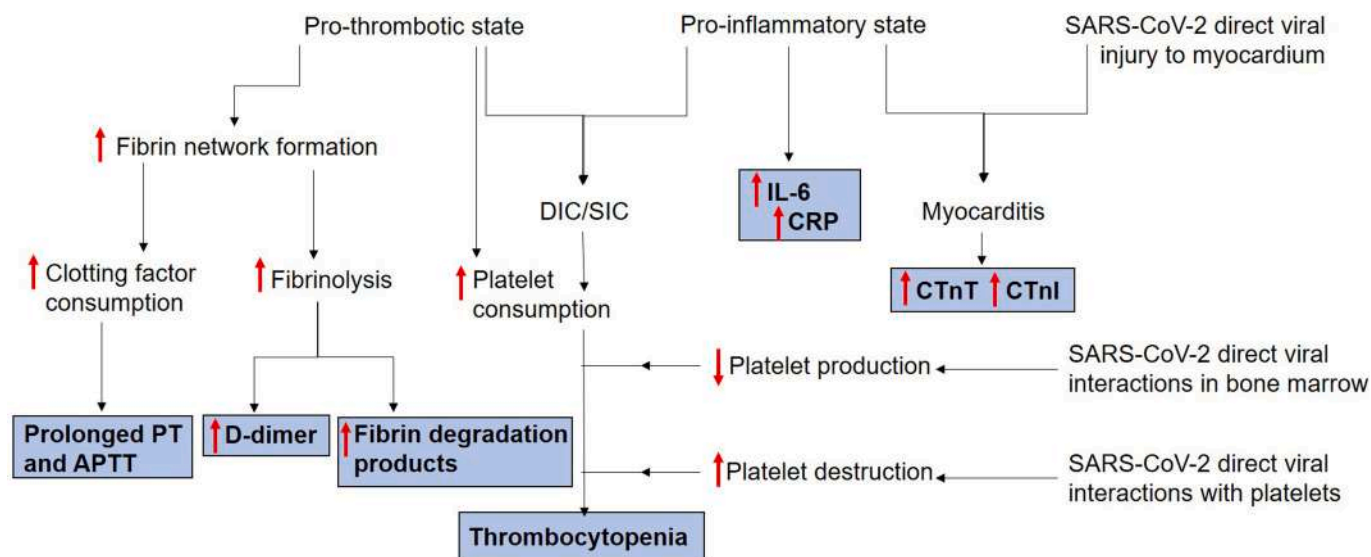 Pro-thrombotic state
Pro-inflammatory state
SARS-CoV-2 direct viral
injury to myocardium
Fibrin network formation
IL-6
CRP
DIC/SIC
Myocarditis
Clotting factor
consumption
Fibrinolysis
Platelet
consumption
CTnT CTnI
Platelet production
SARS-CoV-2 direct viral
interactions in bone marrow
Prolonged PT
and APTT
D-dimer
Fibrin degradation
products
Platelet destruction
SARS-CoV-2 direct viral
interactions with platelets
Thrombocytopenia